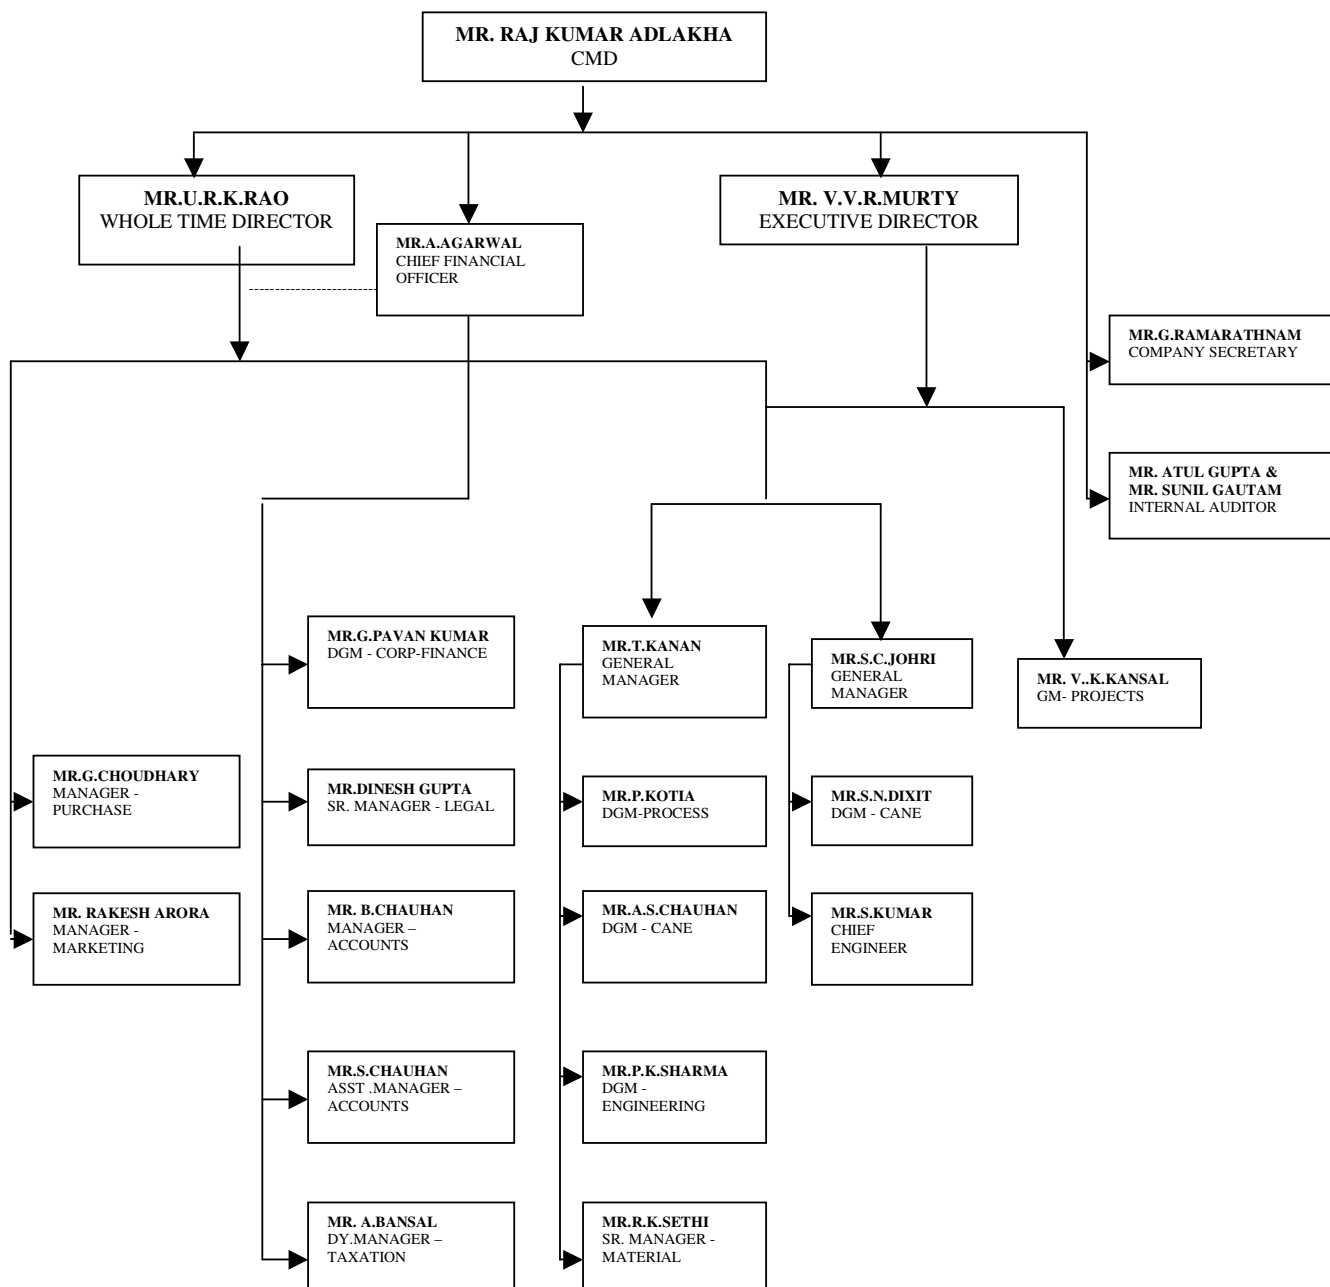 MR. RAJ KUMAR ADLAKHA
CMD
MR.U.R.K.RAO
WHOLE TIME DIRECTOR
MR.A.AGARWAL
CHIEF FINANCIAL
OFFICER
MR. V.V.R.MURTY
EXECUTIVE DIRECTOR
MR.G.RAMARATHNAM
COMPANY SECRETARY
MR. ATUL GUPTA &
MR. SUNIL GAUTAM
INTERNAL AUDITOR
MR.G.PAVAN KUMAR
DGM - CORP-FINANCE
MR.T.KANAN
GENERAL
MANAGER
MR.S.C.JOHRI
GENERAL
MANAGER
MR. V..K.KANSAL
GM- PROJECTS
MR.G.CHOUDHARY
MANAGER -
PURCHASE
MR.DINESH GUPTA
SR. MANAGER - LEGAL
MR.P.KOTIA
DGM-PROCESS
MR.S.N.DIXIT
DGM - CANE
MR. RAKESH ARORA
MANAGER -
MARKETING
MR. B.CHAUHAN
MANAGER –
ACCOUNTS
MR.A.S.CHAUHAN
DGM - CANE
MR.S.KUMAR
CHIEF
ENGINEER
MR.S.CHAUHAN
ASST .MANAGER –
ACCOUNTS
MR.P.K.SHARMA
DGM -
ENGINEERING
MR. A.BANSAL
DY.MANAGER –
TAXATION
MR.R.K.SETHI
SR. MANAGER -
MATERIAL